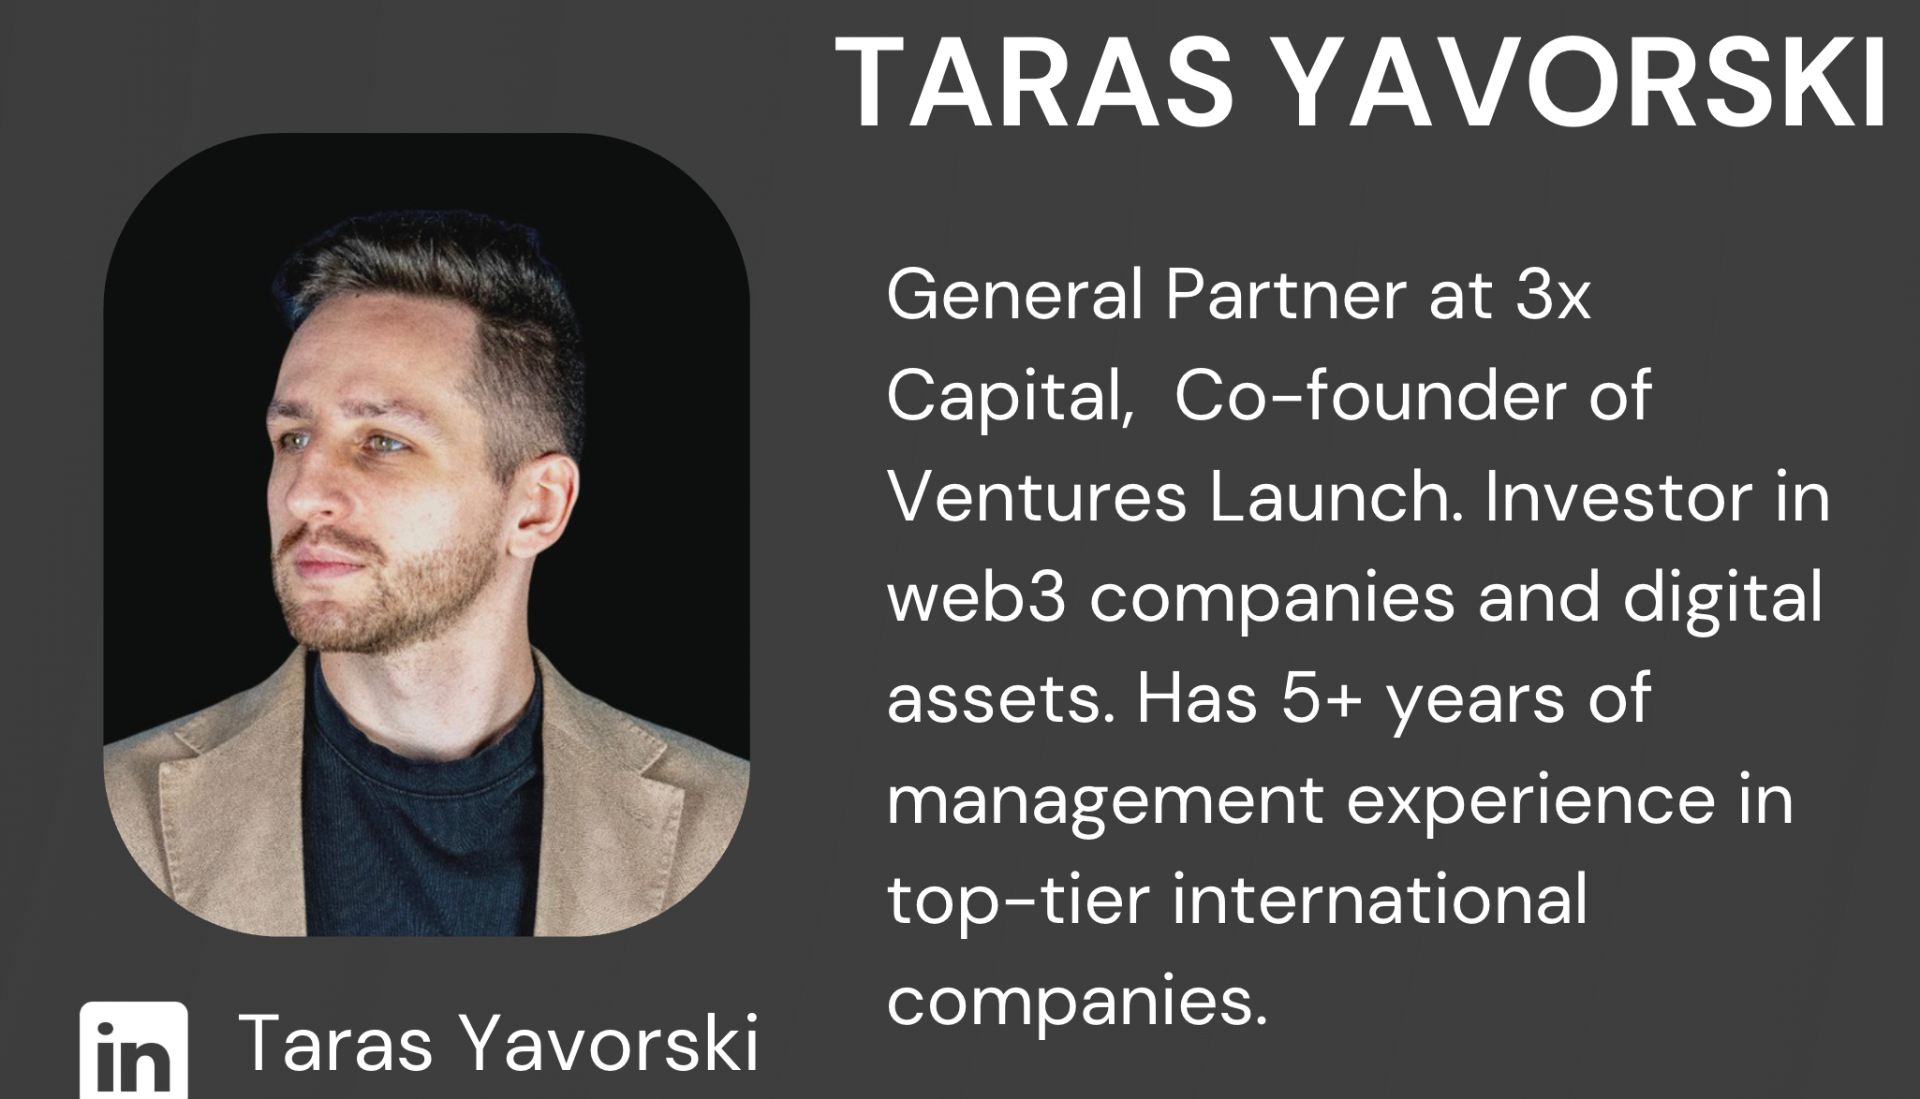 TARAS YAVORSKI
General Partner at 3x
Capital,  Co-founder of
Ventures Launch. Investor in
web3 companies and digital
assets. Has 5+ years of
management experience in
top-tier international
companies.
in Taras Yavorski